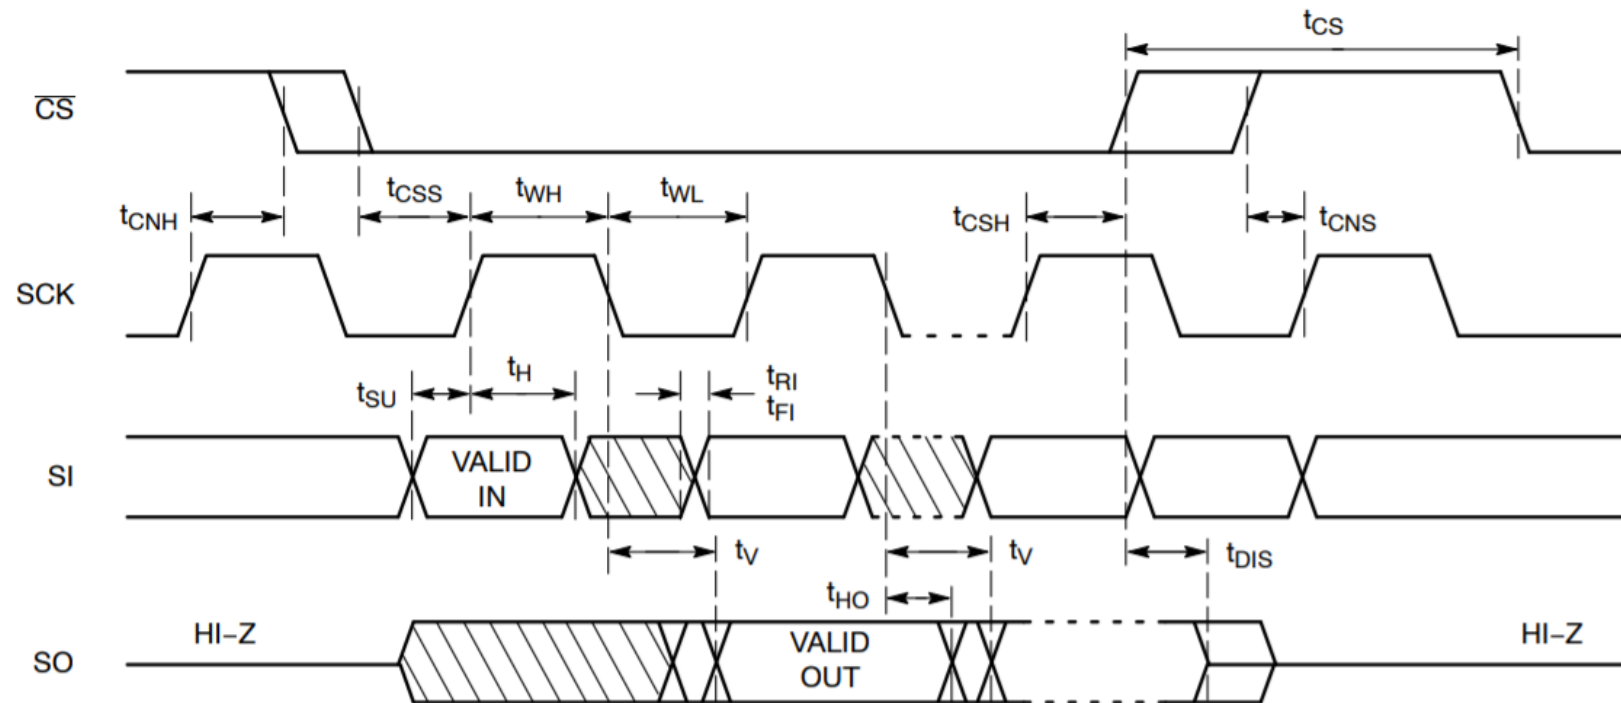 tCS
CS
tCNH
tCSS
tWH
tWL
tCSH
tCNS
SCK
tSU
tH
tRI
tFI
SI
VALID
IN
tV
tV
tDIS
tHO
HI–Z
VALID
OUT
HI–Z
SO